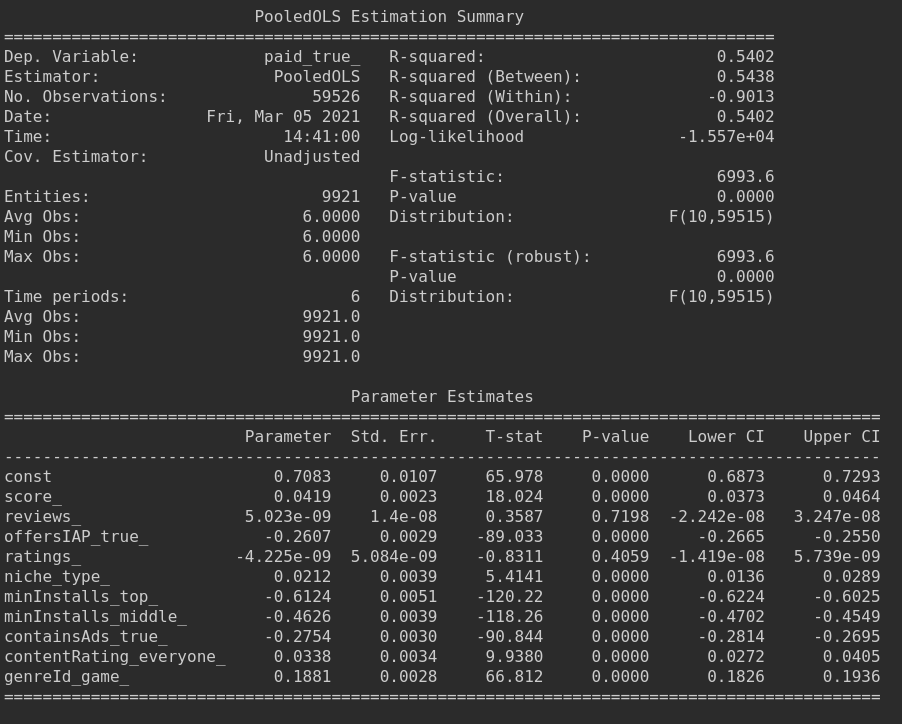 PooledOLS Estimation Summary
================================================================================
Dep. Variable:             paid_true_   R-squared:                        0.5402
Estimator:                  PooledOLS   R-squared (Between):              0.5438
No. Observations:               59526   R-squared (Within):              -0.9013
Date:                Fri, Mar 05 2021   R-squared (Overall):              0.5402
Time:                        14:41:00   Log-likelihood                -1.557e+04
Cov. Estimator:            Unadjusted
                                        F-statistic:                      6993.6
Entities:                        9921   P-value                           0.0000
Avg Obs:                       6.0000   Distribution:                F(10,59515)
Min Obs:                       6.0000
Max Obs:                       6.0000   F-statistic (robust):             6993.6
                                        P-value                           0.0000
Time periods:                       6   Distribution:                F(10,59515)
Avg Obs:                       9921.0
Min Obs:                       9921.0
Max Obs:                       9921.0

                                    Parameter Estimates
===========================================================================================
                         Parameter  Std. Err.     T-stat    P-value    Lower CI    Upper CI
-------------------------------------------------------------------------------------------
const                       0.7083     0.0107     65.978     0.0000      0.6873      0.7293
score_                      0.0419     0.0023     18.024     0.0000      0.0373      0.0464
reviews_                 5.023e-09    1.4e-08     0.3587     0.7198  -2.242e-08   3.247e-08
offersIAP_true_            -0.2607     0.0029    -89.033     0.0000     -0.2665     -0.2550
ratings_                -4.225e-09  5.084e-09    -0.8311     0.4059  -1.419e-08   5.739e-09
niche_type_                 0.0212     0.0039     5.4141     0.0000      0.0136      0.0289
minInstalls_top_           -0.6124     0.0051    -120.22     0.0000     -0.6224     -0.6025
minInstalls_middle_        -0.4626     0.0039    -118.26     0.0000     -0.4702     -0.4549
containsAds_true_          -0.2754     0.0030    -90.844     0.0000     -0.2814     -0.2695
contentRating_everyone_     0.0338     0.0034     9.9380     0.0000      0.0272      0.0405
genreId_game_               0.1881     0.0028     66.812     0.0000      0.1826      0.1936
===========================================================================================